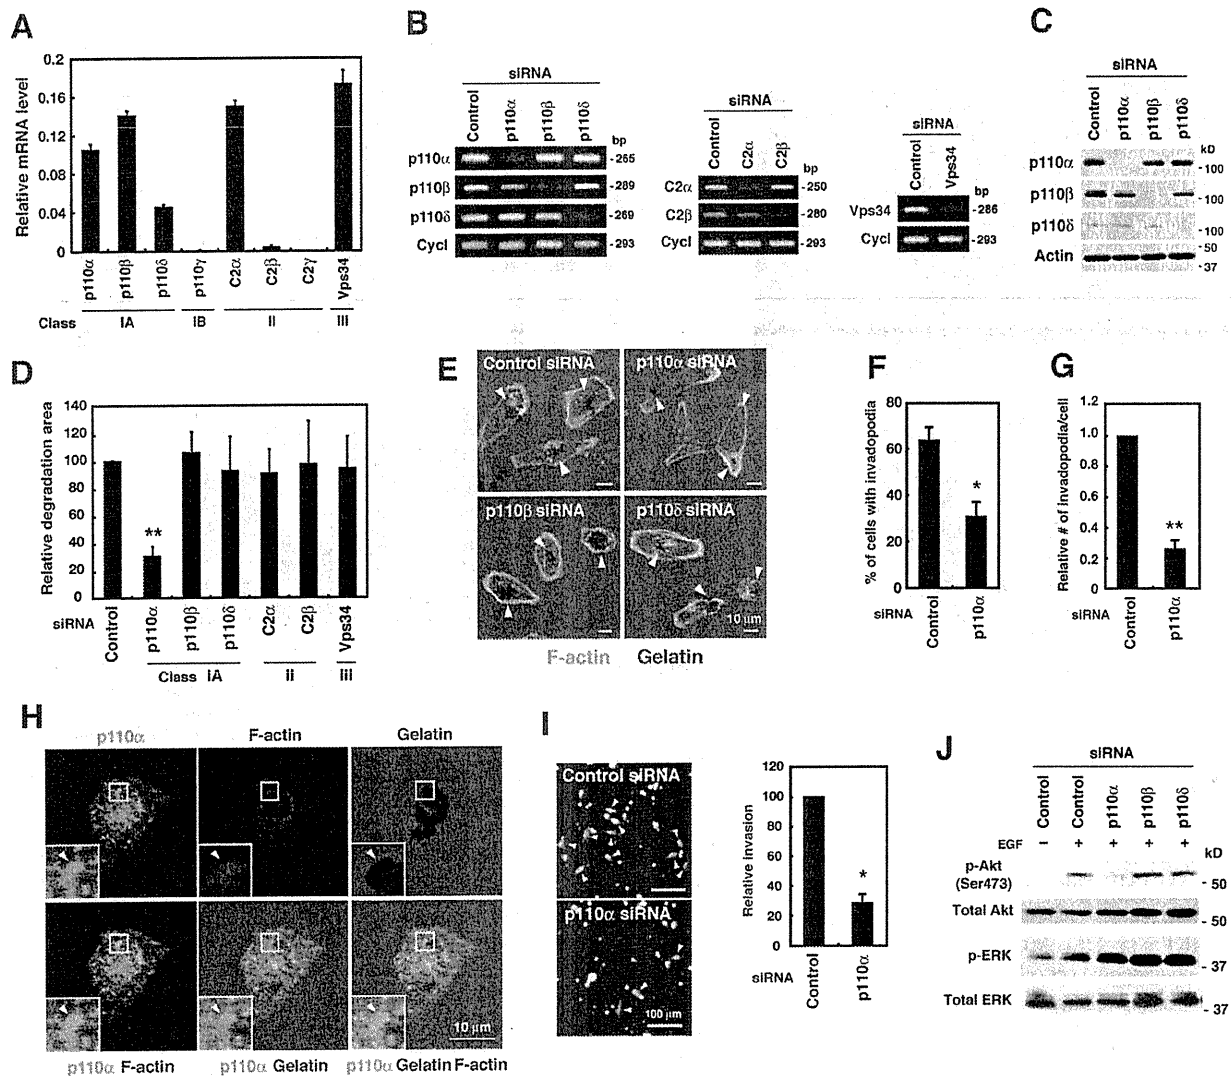 A
Relative mRNA level
0.2
0.16
0.12
0.08
0.04
0
p110α
p110β
p110δ
p110γ
C2α
C2β
C2γ
Vps34
Class
IA
IB
II
III
B
siRNA
Control
p110α
p110β
p110δ
bp
p110α
-265
p110β
-289
p110δ
-269
CycI
-293
siRNA
Control
C2α
C2β
bp
C2α
-250
C2β
-280
-293
siRNA
Control
Vps34
bp
Vps34
-286
CycI
-293
C
siRNA
Control
p110α
p110β
p110δ
kD
p110α
-100
p110β
-100
p110δ
-100
-50
Actin
-37
D
Relative degradation area
140
120
100
80
60
40
20
0
**
siRNA
Control
p110α
p110β
p110δ
C2α
C2β
Vps34
Class IA
II
III
E
Control siRNA
p110α siRNA
p110β siRNA
p110δ siRNA
10 µm
F-actin
Gelatin
F
% of cells with invadopodia
80
60
40
20
0
*
siRNA
Control
p110α
G
Relative # of invadopodia/cell
1.2
1.0
0.8
0.6
0.4
0.2
0
**
siRNA
Control
p110α
H
p110α
F-actin
Gelatin
10 µm
p110α F-actin
p110α Gelatin
p110α Gelatin F-actin
I
Control siRNA
p110α siRNA
100 µm
Relative invasion
120
100
80
60
40
20
0
*
siRNA
Control
p110α
J
siRNA
Control
Control
p110α
p110β
p110δ
EGF
-
+
+
+
+
kD
p-Akt
(Ser473)
- 50
Total Akt
- 50
p-ERK
- 37
Total ERK
- 37